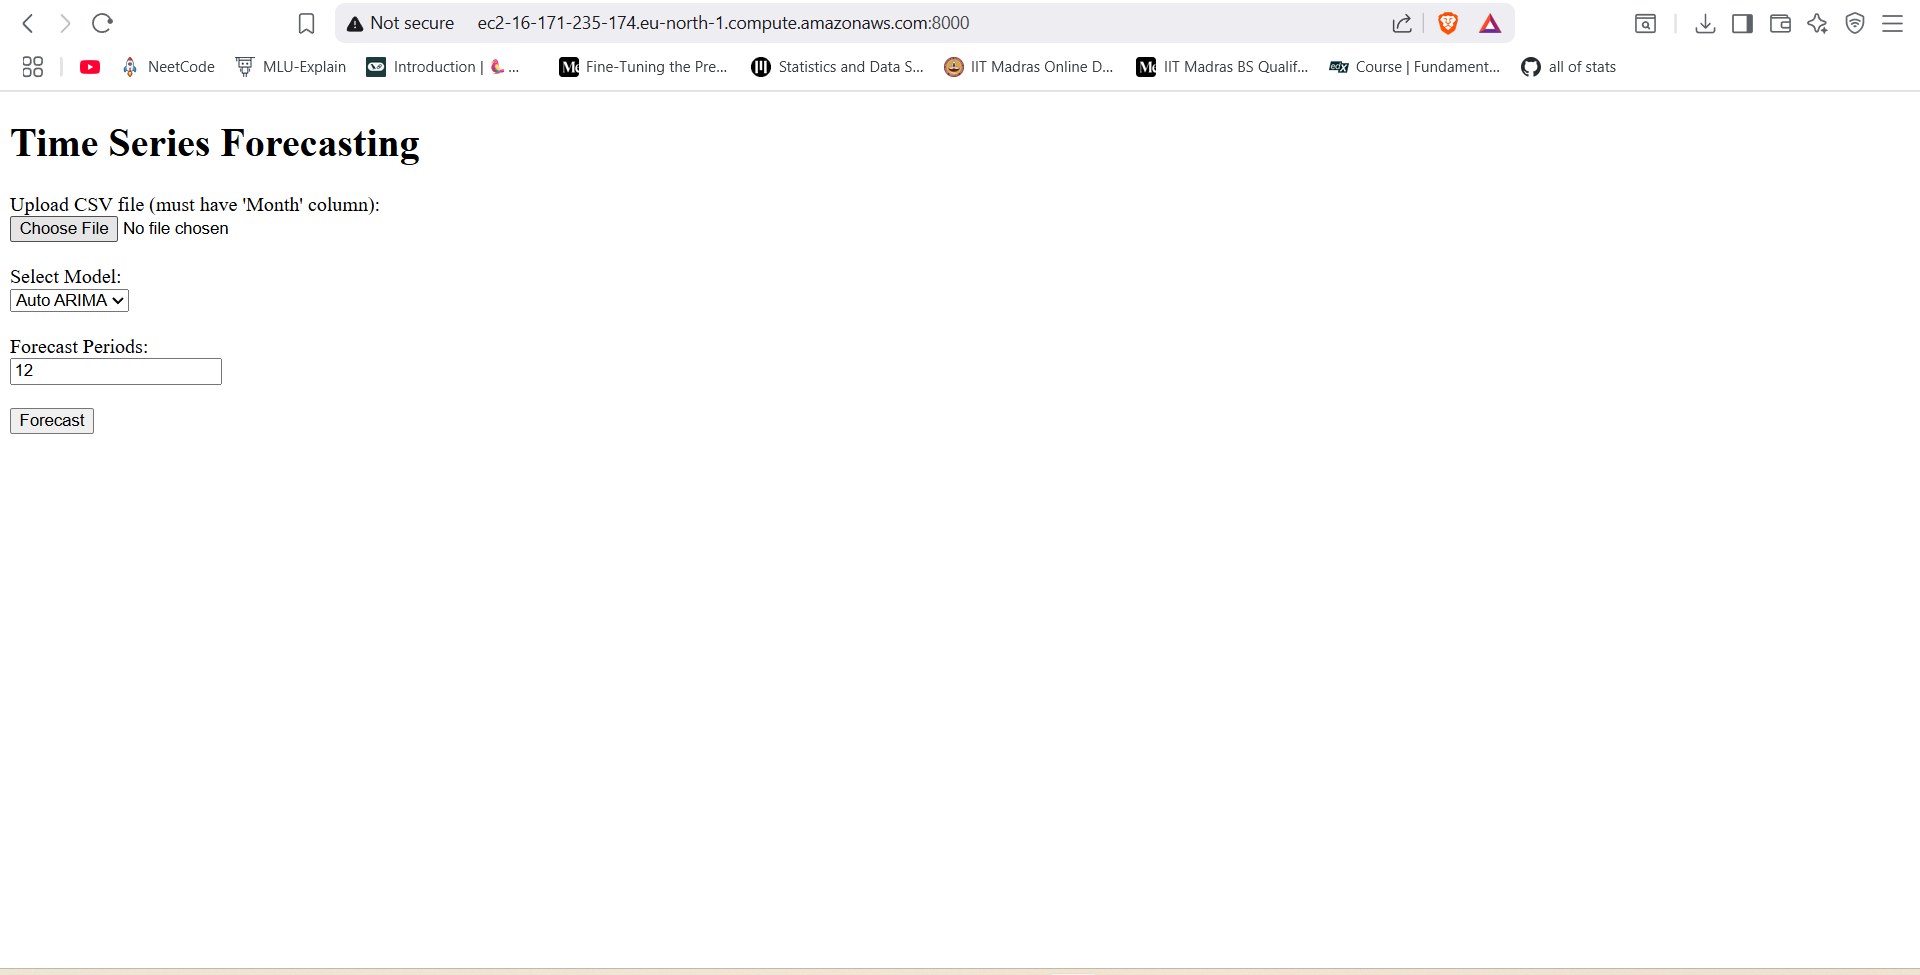 Not secure ec2-16-171-235-174.eu-north-1.compute.amazonaws.com:8000
NeetCode MLU-Explain Introduction | ... Fine-Tuning the Pre... Statistics and Data S... IIT Madras Online D... IIT Madras BS Qualif... edX Course | Fundament... all of stats
Time Series Forecasting
Upload CSV file (must have 'Month' column):
Choose File No file chosen
Select Model:
Auto ARIMA
Forecast Periods:
12
Forecast